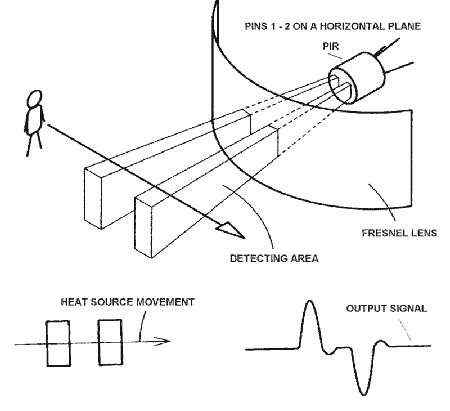 PINS 1 - 2 ON A HORIZONTAL PLANE
PIR
FRESNEL LENS
DETECTING AREA
HEAT SOURCE MOVEMENT
OUTPUT SIGNAL